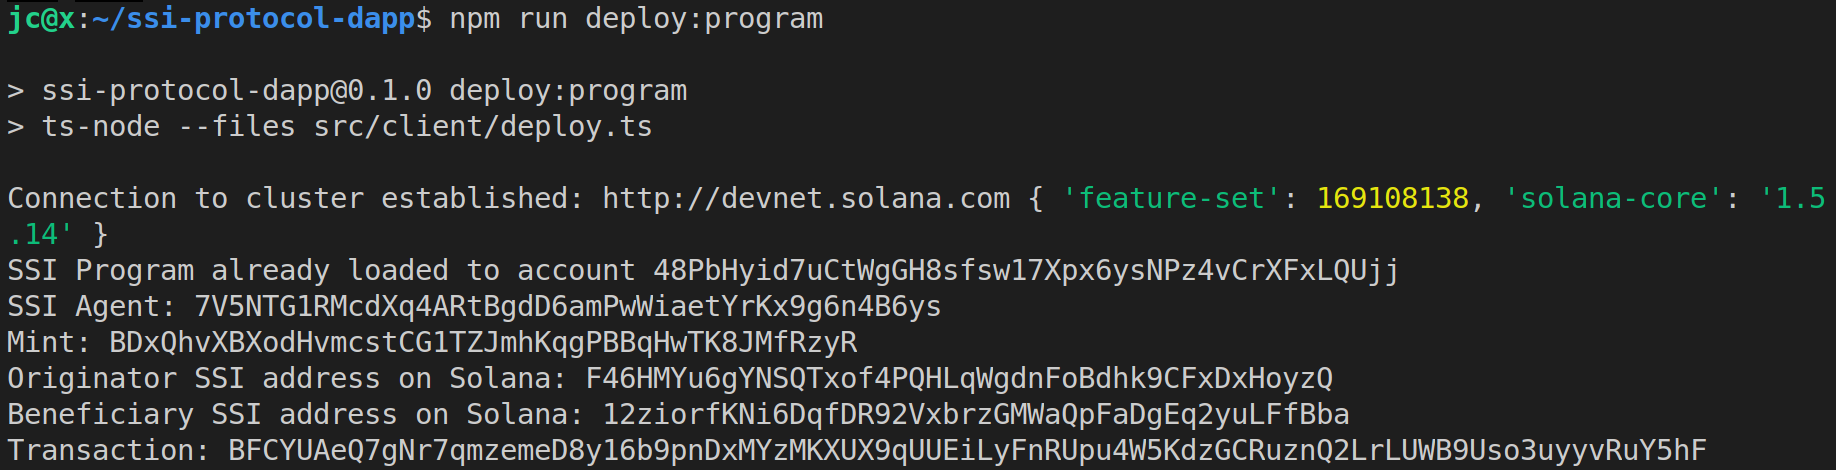 jc@x:~/ssi-protocol-dapp$ npm run deploy:program
> ssi-protocol-dapp@0.1.0 deploy:program
> ts-node --files src/client/deploy.ts
Connection to cluster established: http://devnet.solana.com { 'feature-set': 169108138, 'solana-core': '1.5
.14' }
SSI Program already loaded to account 48PbHyid7uCtWgGH8sfsw17Xpx6ysNPz4vCrXFxLQUjj
SSI Agent: 7V5NTG1RMcdXq4ARtBgdD6amPwWiaetYrKx9g6n4B6ys
Mint: BDxQhvXBXodHvmcstCG1TZJmhKqgPBBqHwTK8JMfRzyR
Originator SSI address on Solana: F46HMYu6gYNSQTxof4PQHLqWgdnFoBdhk9CFxDxHoyzQ
Beneficiary SSI address on Solana: 12ziorfKNi6DqfDR92VxbrzGMWaQpFaDgEq2yuLFfBba
Transaction: BFCYUAeQ7gNr7qmzemeD8y16b9pnDxMYzMKXUX9qUUEiLyFnRUpu4W5KdzGCRuznQ2LrLUWB9Uso3uyyvRuY5hF